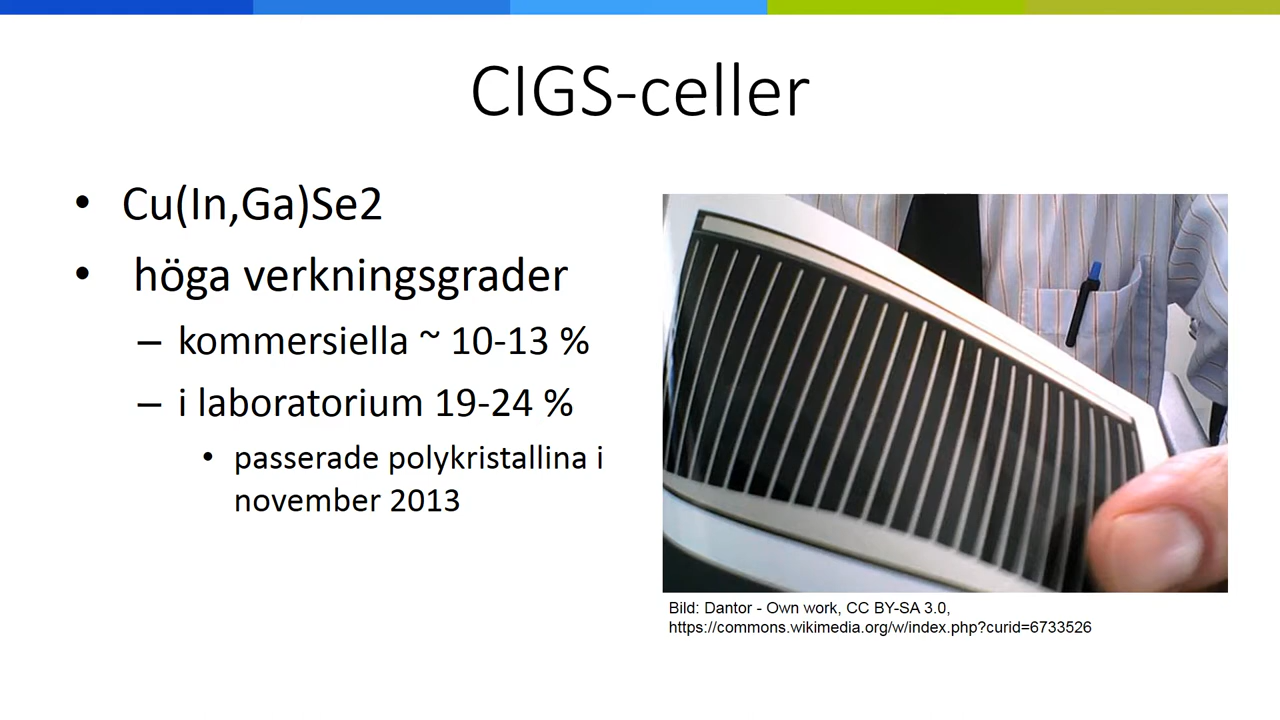 CIGS-celler
• Cu(In,Ga)Se2
• höga verkningsgrader
– kommersiella ~ 10-13 %
– i laboratorium 19-24 %
• passerade polykristallina i
november 2013
Bild: Dantor - Own work, CC BY-SA 3.0,
https://commons.wikimedia.org/w/index.php?curid=6733526